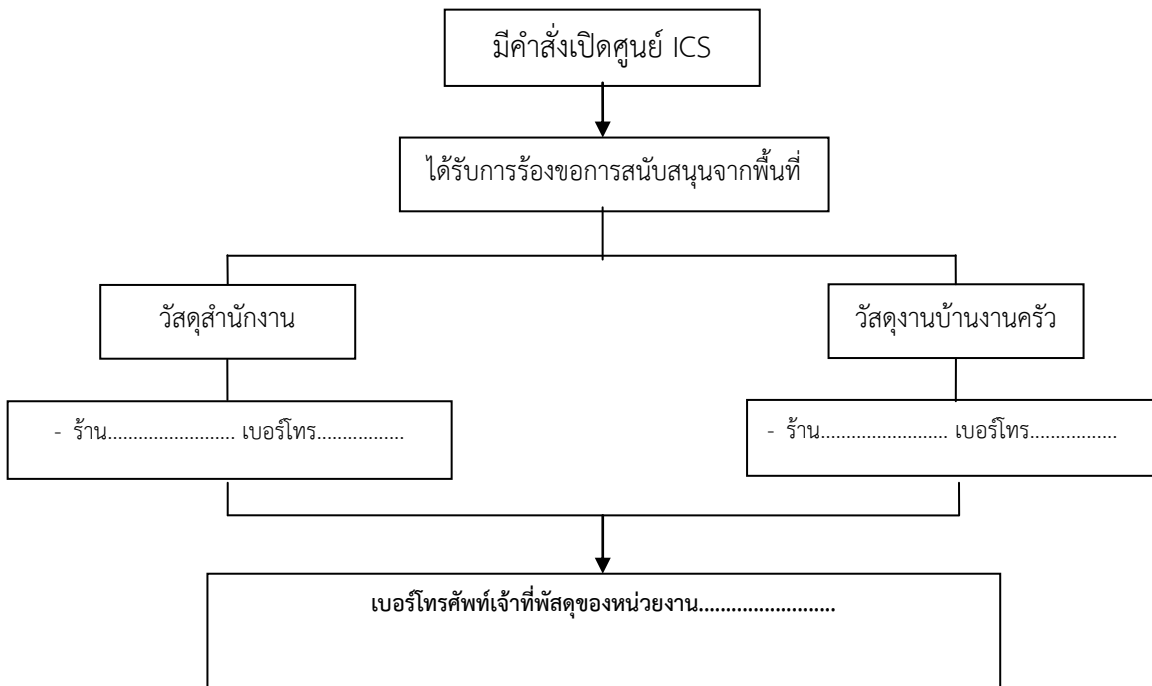 มีคำสั่งเปิดศูนย์ ICS
ได้รับการร้องขอการสนับสนุนจากพื้นที่
วัสดุสำนักงาน
วัสดุงานบ้านงานครัว
- ร้าน......................... เบอร์โทร.................
- ร้าน......................... เบอร์โทร.................
เบอร์โทรศัพท์เจ้าที่พัสดุของหน่วยงาน........................